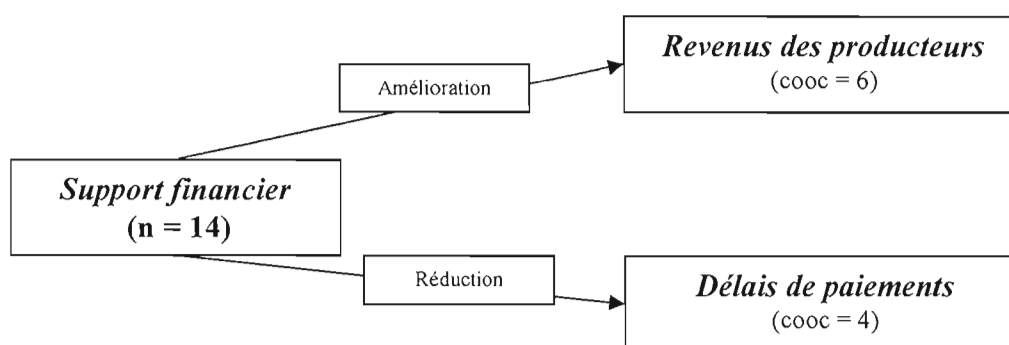 Revenus des producteurs
(cooc = 6)
Amélioration
Support financier
(n = 14)
Réduction
Délais de paiements
(cooc = 4)